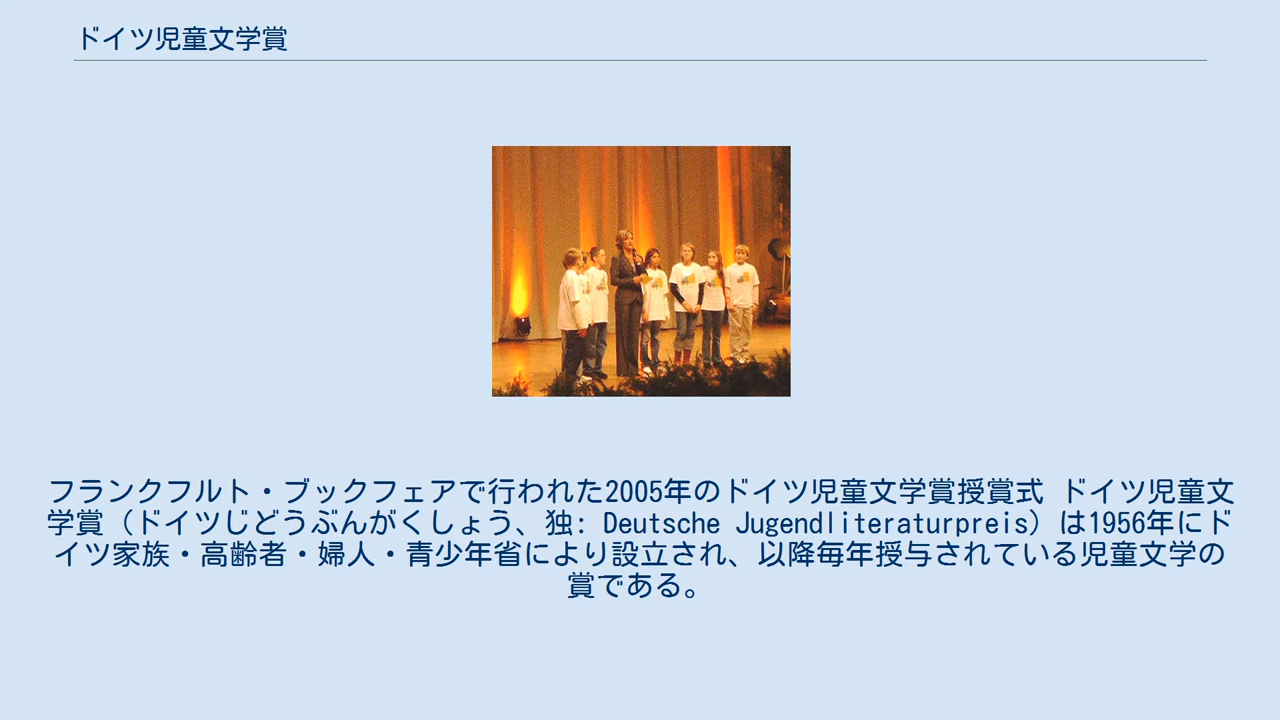 ドイツ児童文学賞
フランクフルト・ブックフェアで行われた2005年のドイツ児童文学賞授賞式 ドイツ児童文
学賞（ドイツじどうぶんがくしょう、独: Deutsche Jugendliteraturpreis）は1956年にド
イツ家族・高齢者・婦人・青少年省により設立され、以降毎年授与されている児童文学の
賞である。